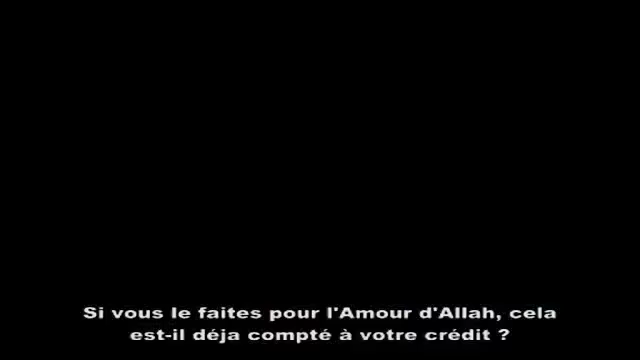 Si vous le faites pour l'Amour d'Allah, cela
est-il déja compté à votre crédit ?